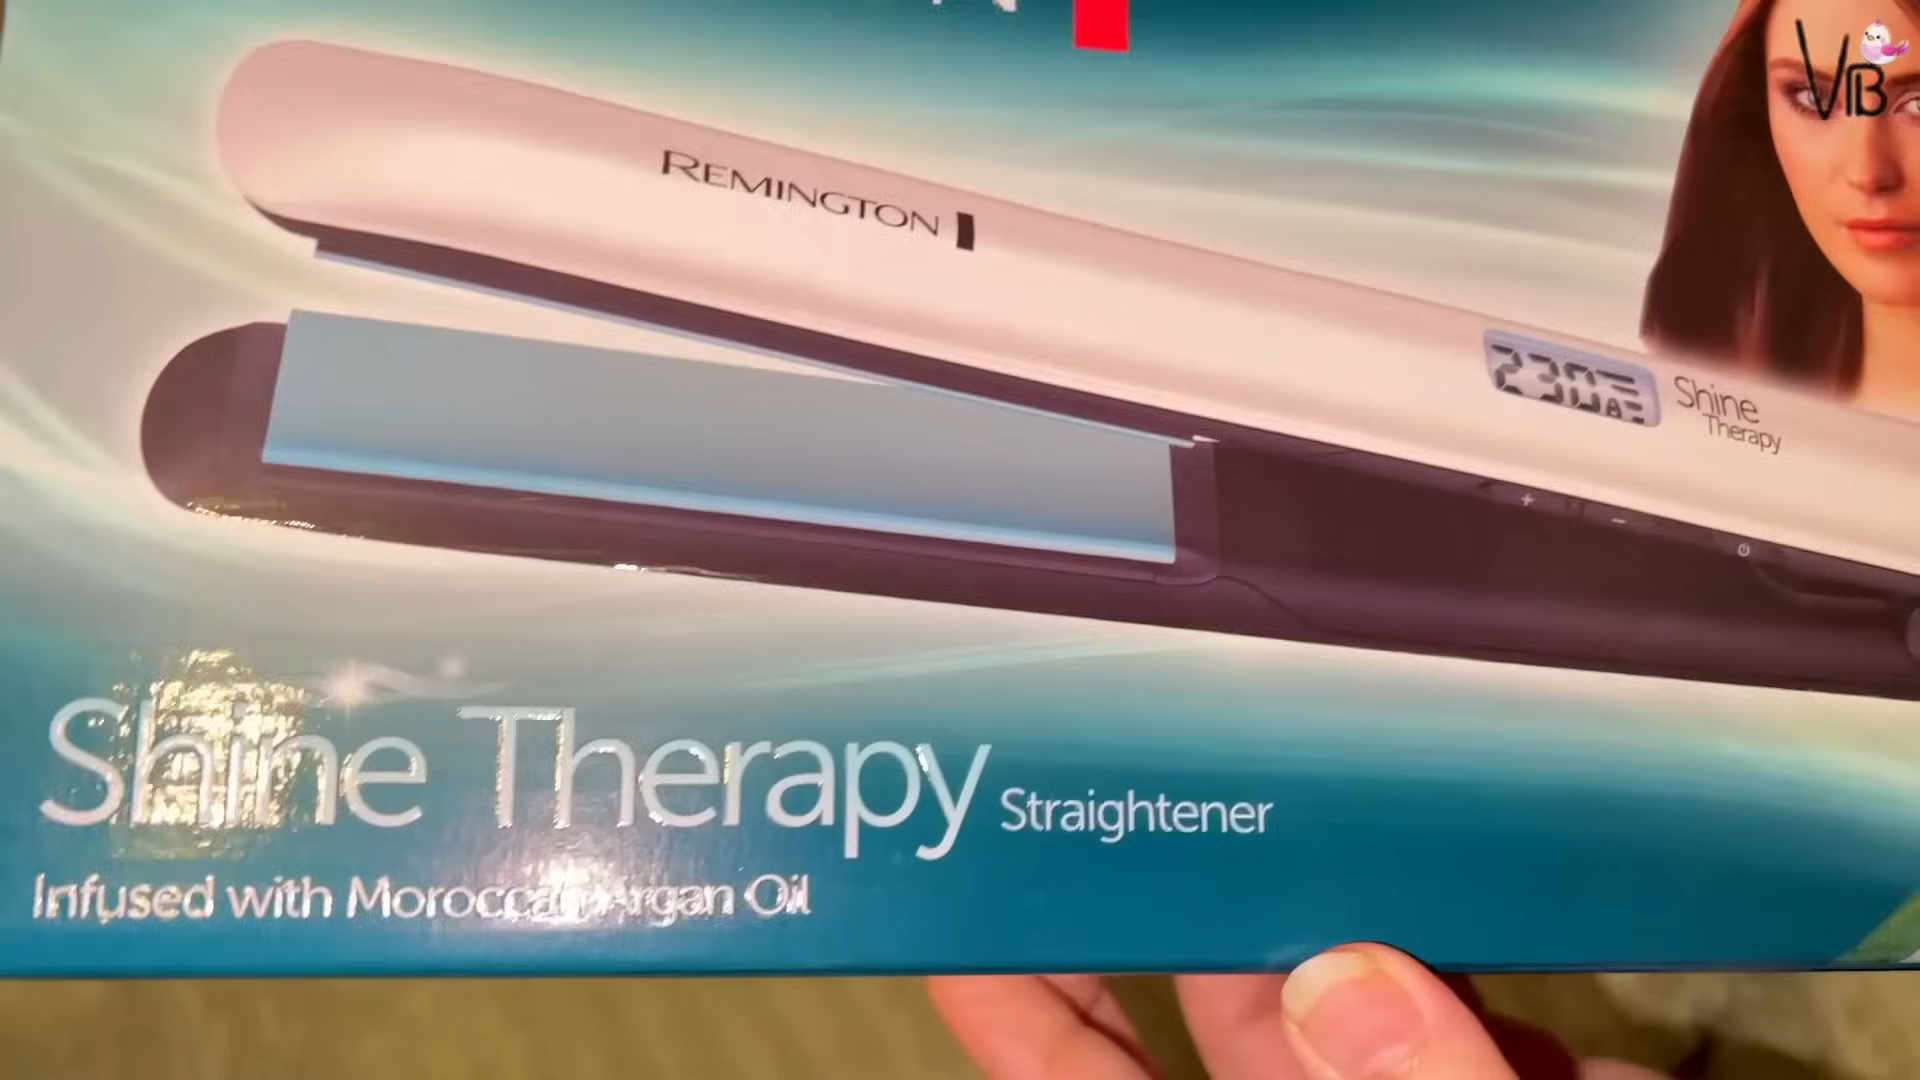 VB
REMINGTON
230
Shine
Therapy
Shine Therapy Straightener
Infused with Moroccan Argan Oil